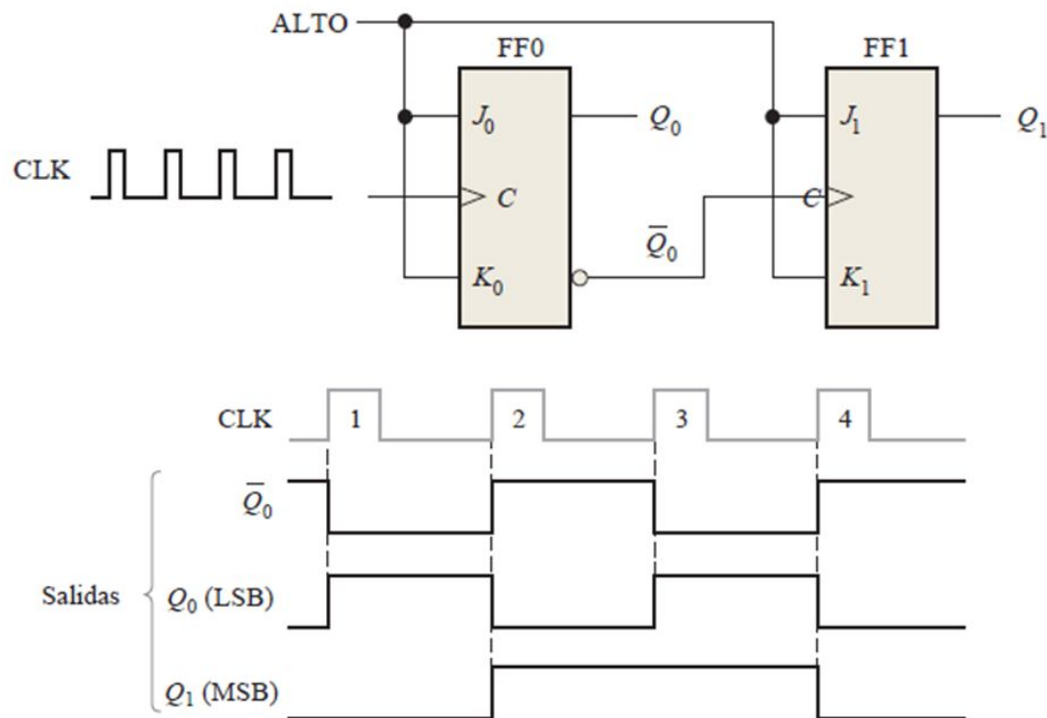 ALTO
FF0
FF1
J₀
Q₀
J₁
Q₁
CLK
C
C
Q̅₀
K₀
K₁
CLK
1
2
3
4
Q̅₀
Salidas
Q₀ (LSB)
Q₁ (MSB)